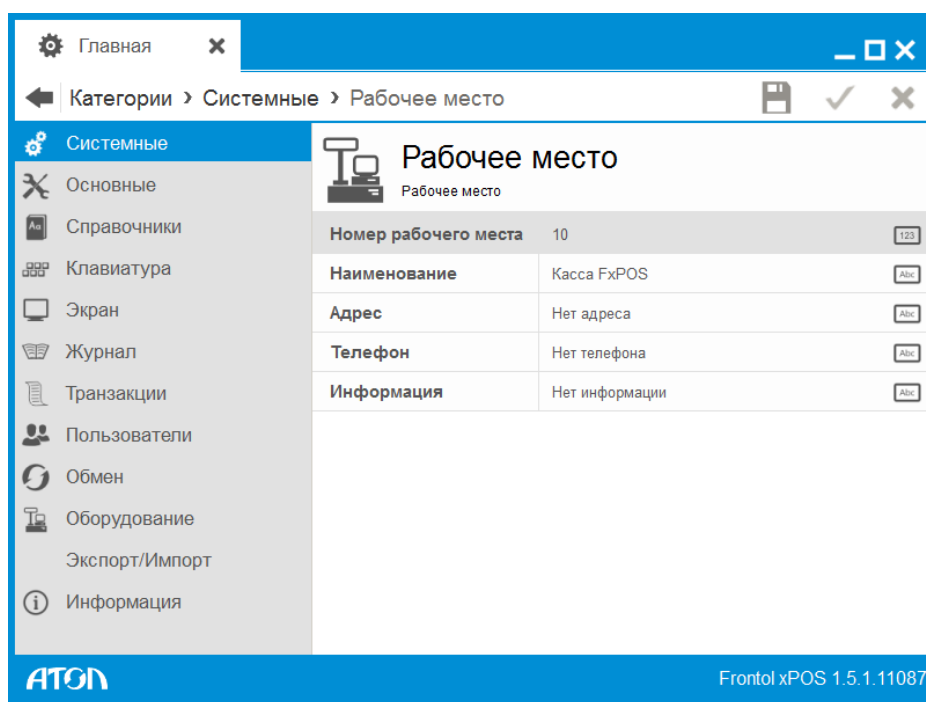 Главная
Категории › Системные › Рабочее место
Системные
Основные
Aα
Справочники
Клавиатура
Экран
Журнал
Транзакции
Пользователи
Обмен
Оборудование
Экспорт/Импорт
Информация
Рабочее место
Рабочее место
Номер рабочего места 10 123
Наименование Касса FxPOS Abc
Адрес Нет адреса Abc
Телефон Нет телефона Abc
Информация Нет информации Abc
ATOL Frontol xPOS 1.5.1.11087